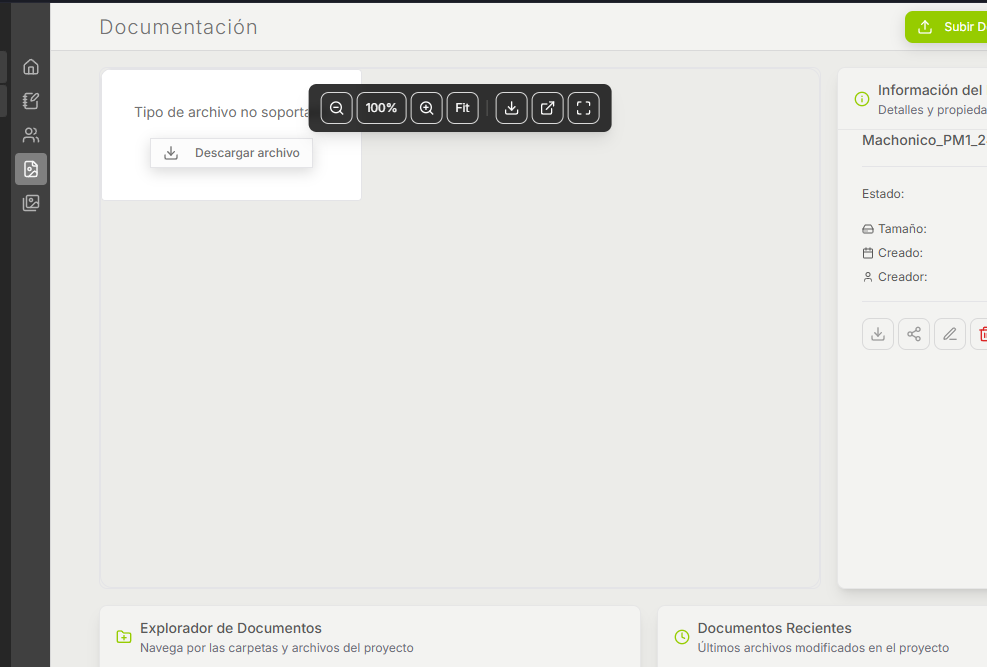 Documentación
Subir D
Tipo de archivo no soporta
100%
Fit
Descargar archivo
Información del
Detalles y propieda
Machonico_PM1_2
Estado:
Tamaño:
Creado:
Creador:
Explorador de Documentos
Navega por las carpetas y archivos del proyecto
Documentos Recientes
Últimos archivos modificados en el proyecto